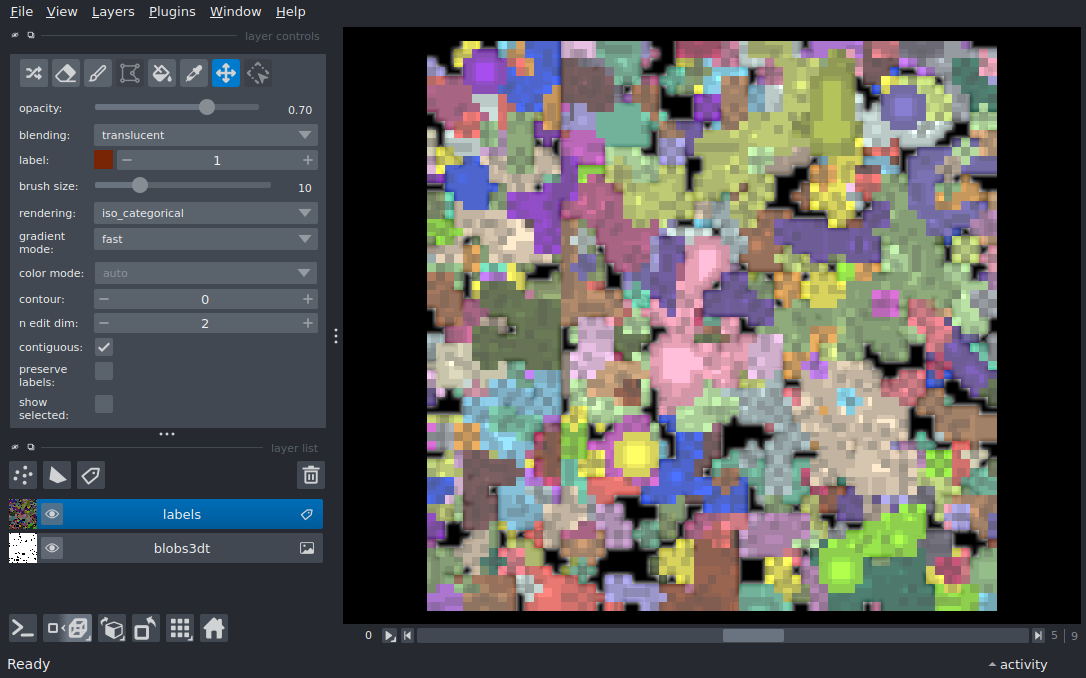 File View Layers Plugins Window Help
layer controls
opacity: 0.70
blending: translucent
label: 1
brush size: 10
rendering: iso_categorical
gradient
mode: fast
color mode: auto
contour: 0
n edit dim: 2
contiguous:
preserve
labels:
show
selected:
layer list
labels
blobs3dt
0 5 | 9
Ready activity